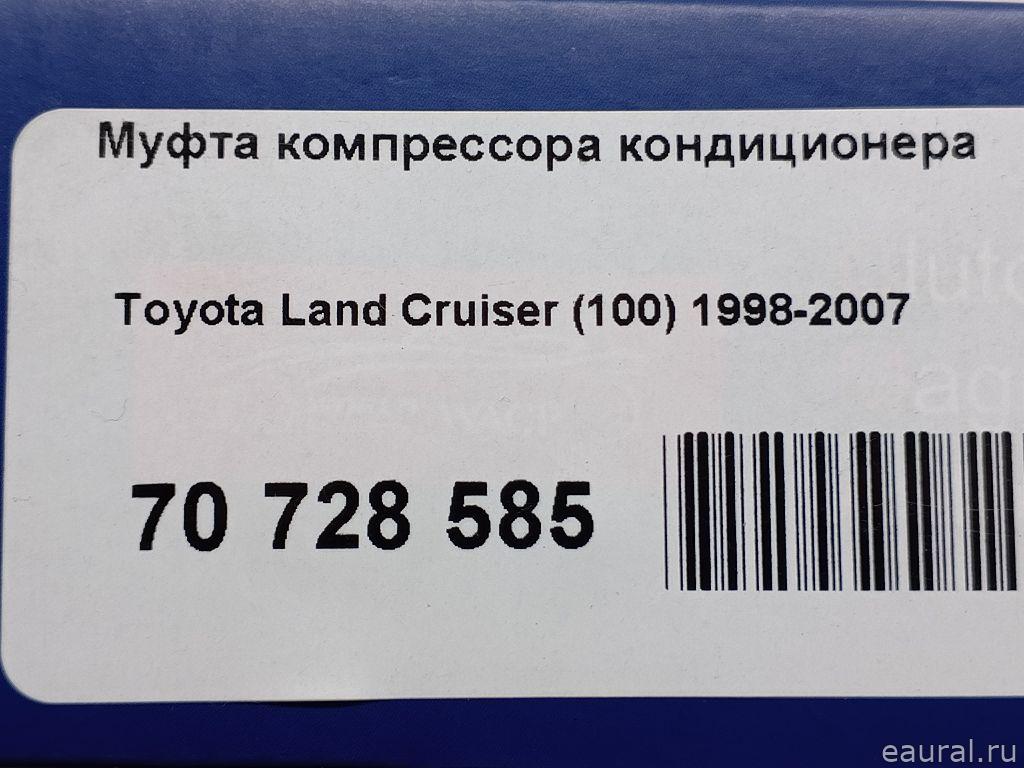 Муфта компрессора кондиционера
Toyota Land Cruiser (100) 1998-2007
70 728 585
eaural.ru